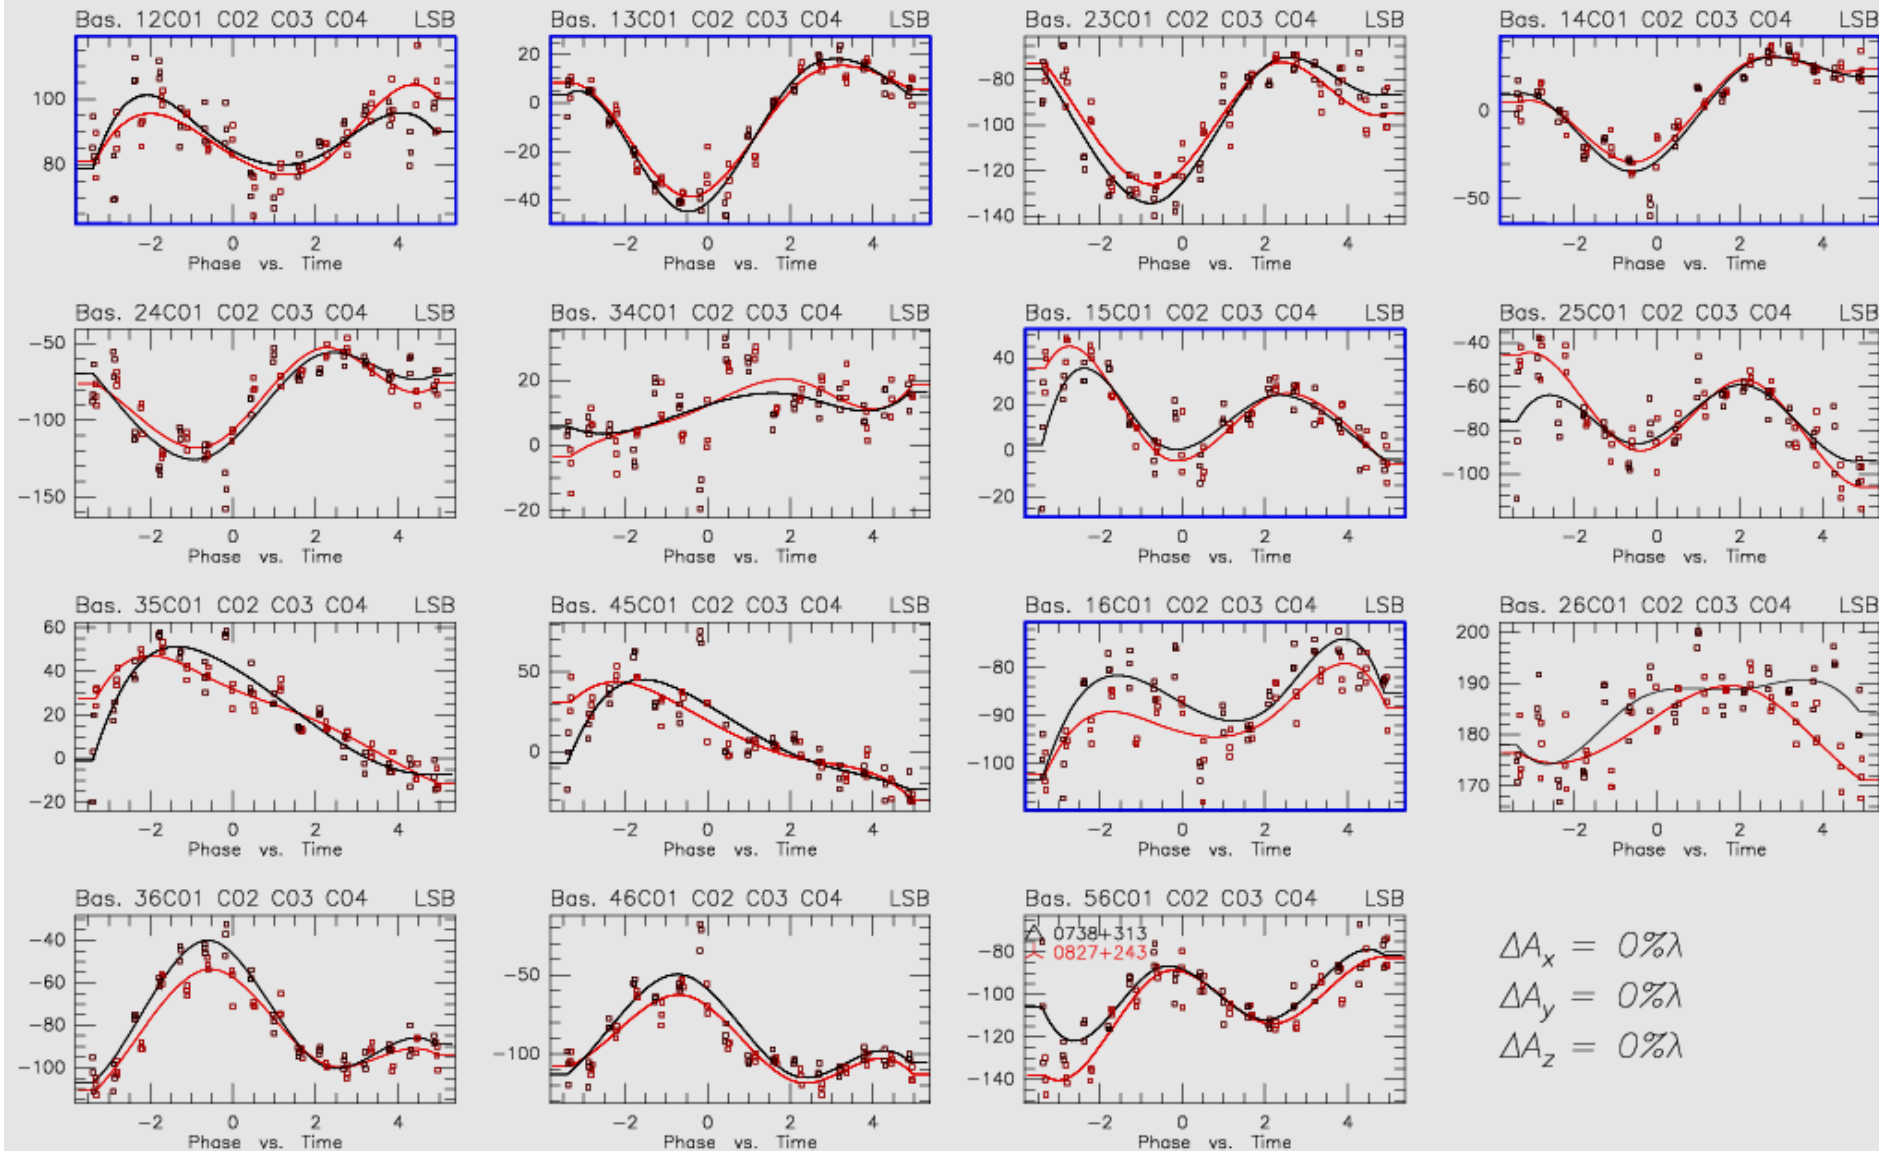 Bas. 12C01 C02 C03 C04 LSB
100
80
−2 0 2 4
Phase vs. Time
Bas. 13C01 C02 C03 C04 LSB
20
0
−20
−40
−2 0 2 4
Phase vs. Time
Bas. 23C01 C02 C03 C04 LSB
−80
−100
−120
−140
−2 0 2 4
Phase vs. Time
Bas. 14C01 C02 C03 C04 LSB
0
−50
−2 0 2 4
Phase vs. Time
Bas. 24C01 C02 C03 C04 LSB
−50
−100
−150
−2 0 2 4
Phase vs. Time
Bas. 34C01 C02 C03 C04 LSB
20
0
−20
−2 0 2 4
Phase vs. Time
Bas. 15C01 C02 C03 C04 LSB
40
20
0
−20
−2 0 2 4
Phase vs. Time
Bas. 25C01 C02 C03 C04 LSB
−40
−60
−80
−100
−2 0 2 4
Phase vs. Time
Bas. 35C01 C02 C03 C04 LSB
60
40
20
0
−20
−2 0 2 4
Phase vs. Time
Bas. 45C01 C02 C03 C04 LSB
50
0
−2 0 2 4
Phase vs. Time
Bas. 16C01 C02 C03 C04 LSB
−80
−90
−100
−2 0 2 4
Phase vs. Time
Bas. 26C01 C02 C03 C04 LSB
200
190
180
170
−2 0 2 4
Phase vs. Time
Bas. 36C01 C02 C03 C04 LSB
−40
−60
−80
−100
−2 0 2 4
Phase vs. Time
Bas. 46C01 C02 C03 C04 LSB
−50
−100
−2 0 2 4
Phase vs. Time
Bas. 56C01 C02 C03 C04 LSB
0738+313
0827+243
−80
−100
−120
−140
−2 0 2 4
Phase vs. Time
ΔAx = 0%λ
ΔAy = 0%λ
ΔAz = 0%λ